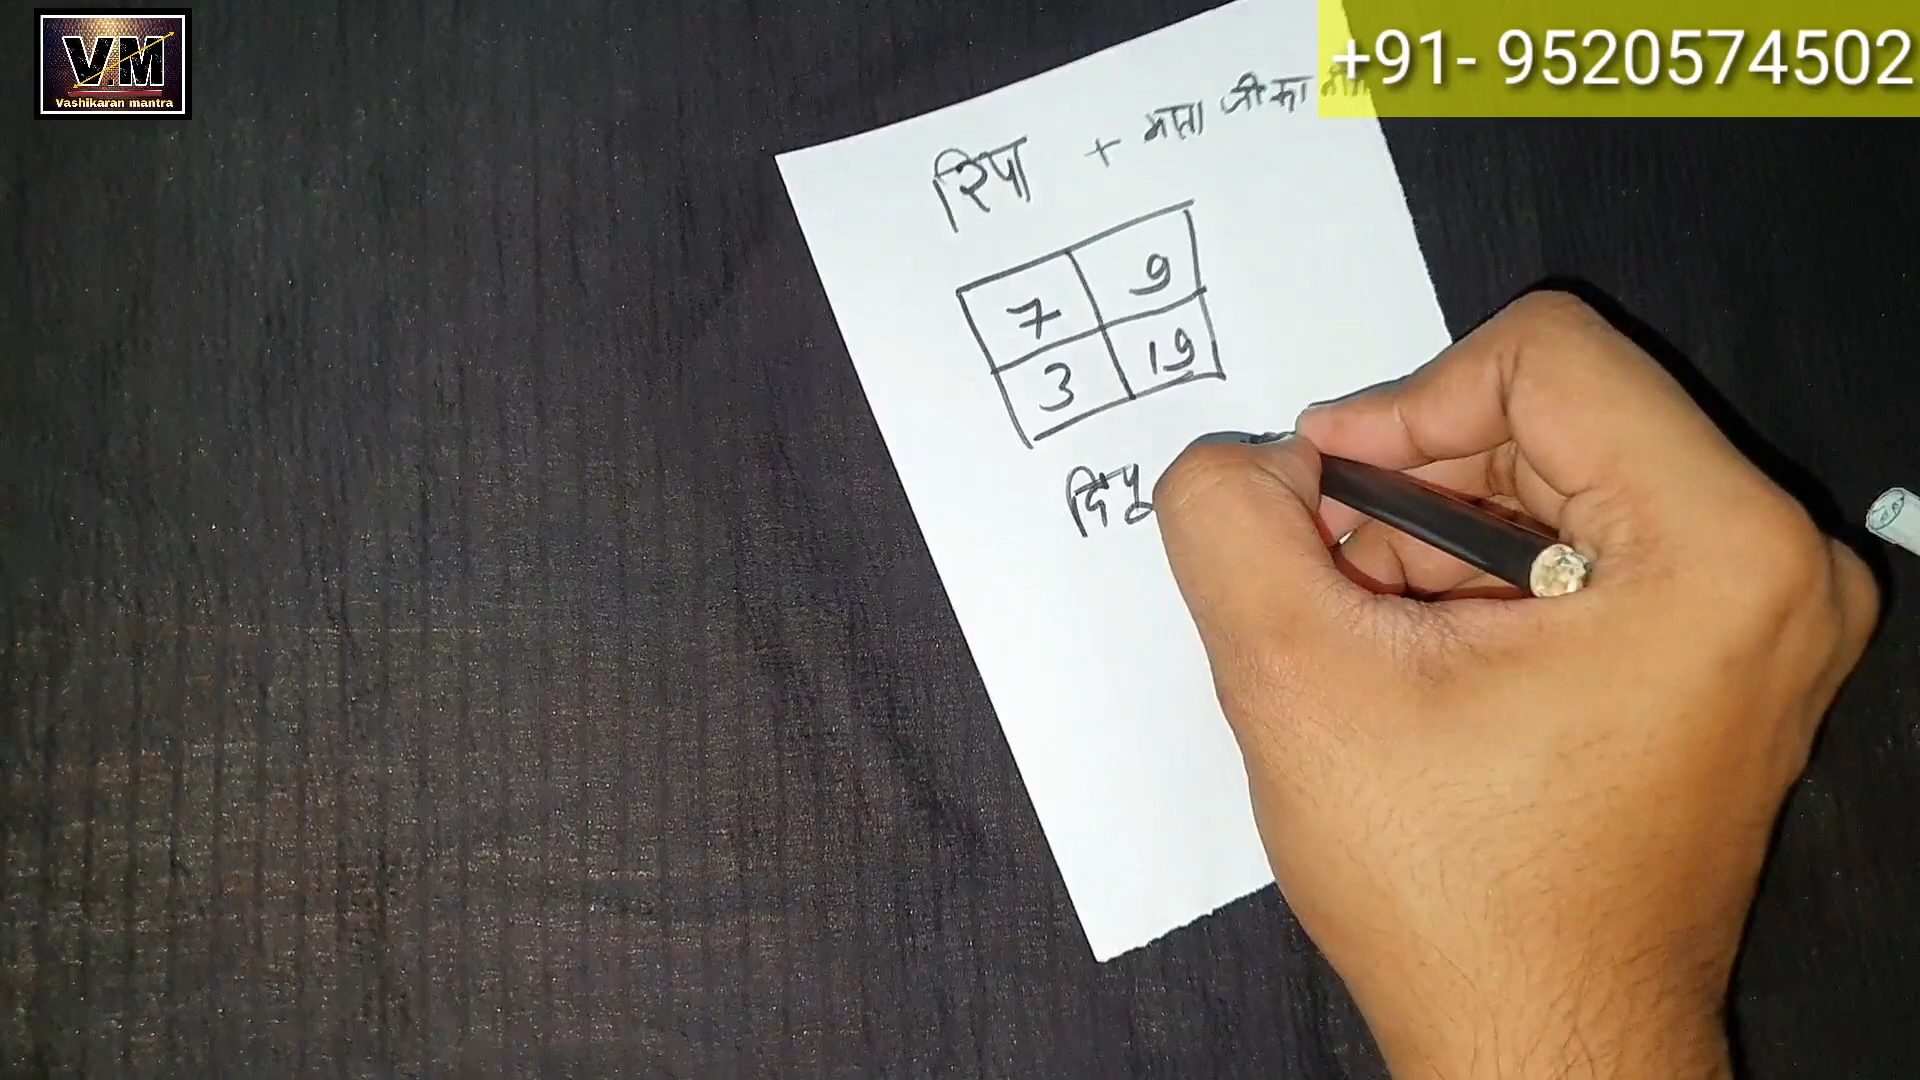 VM
Vashikaran mantra
+91- 9520574502
रिया + माता जी का
7 9
3 19
दिपू